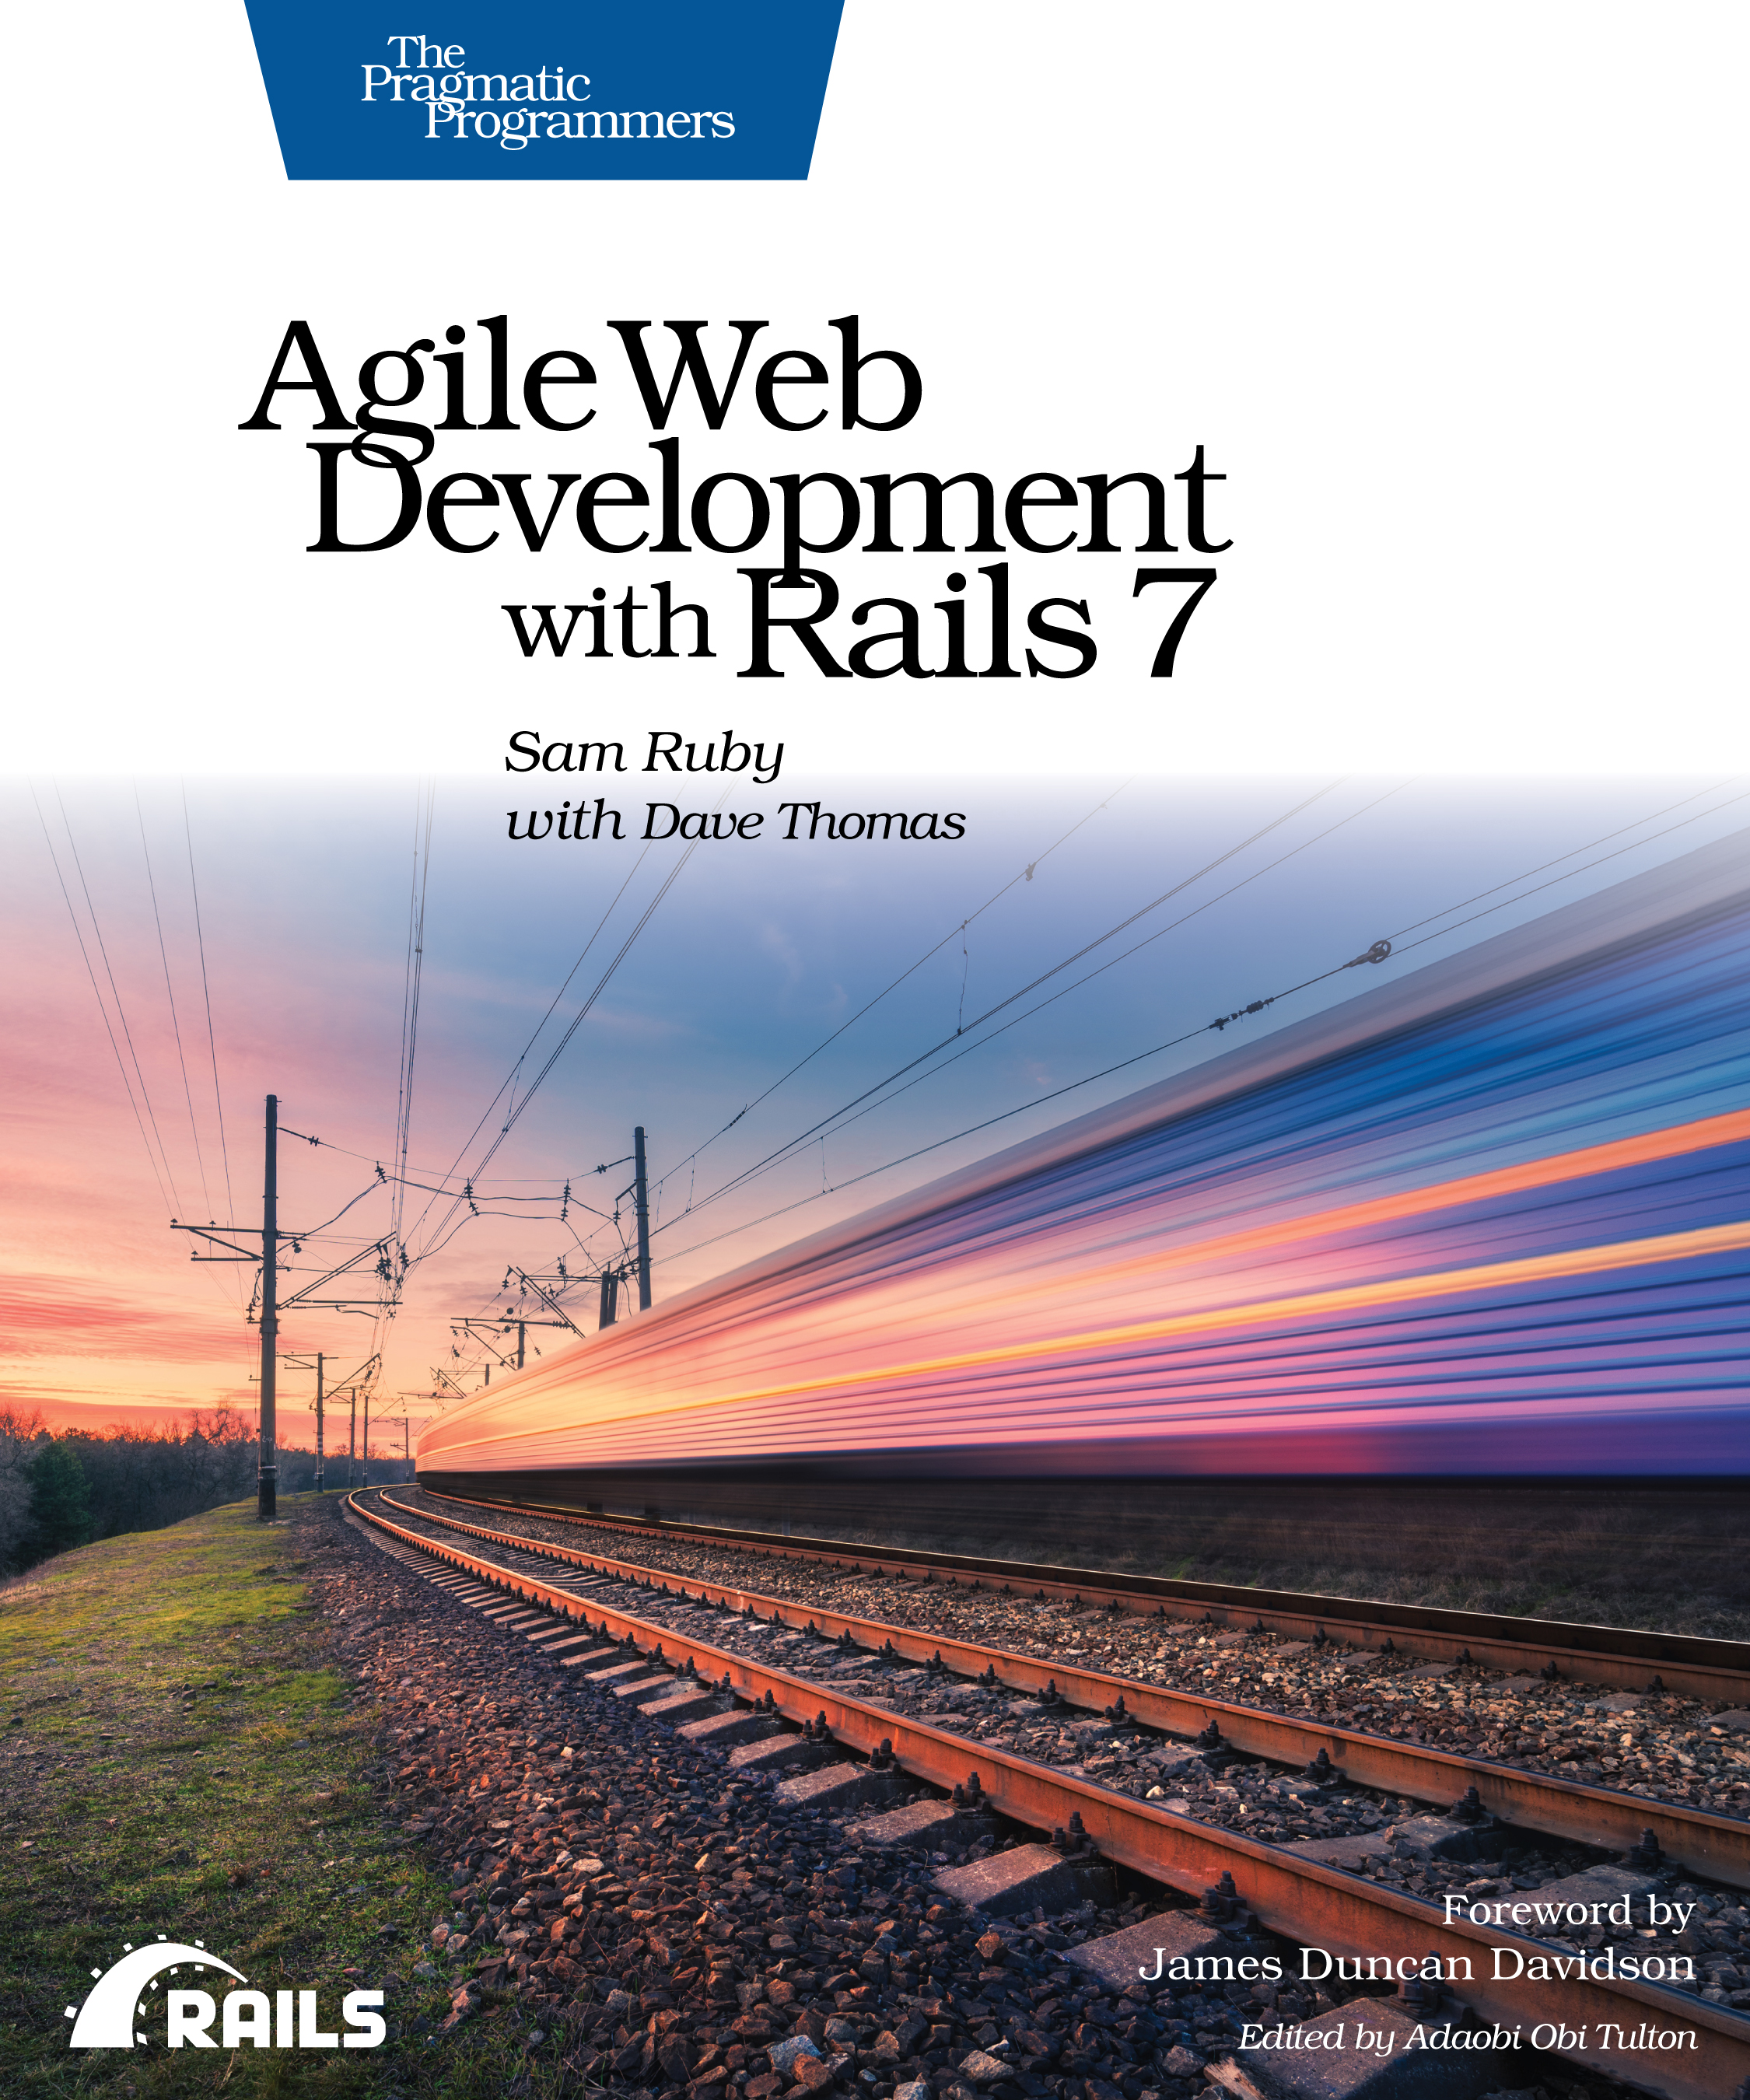 The
Pragmatic
Programmers
Agile Web
Development
with Rails 7
Sam Ruby
with Dave Thomas
Foreword by
James Duncan Davidson
Edited by Adaobi Obi Tulton
RAILS